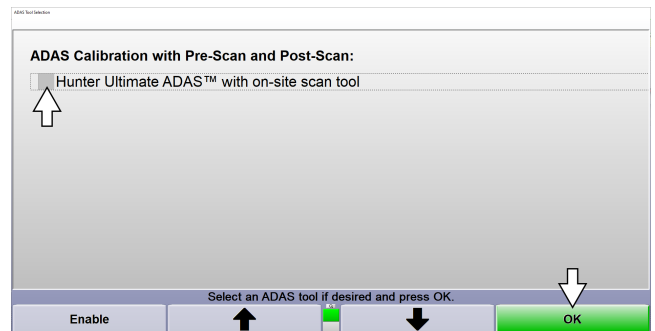 ADAS Tool Selection
ADAS Calibration with Pre-Scan and Post-Scan:
Hunter Ultimate ADAS™ with on-site scan tool
Select an ADAS tool if desired and press OK.
Enable
OK